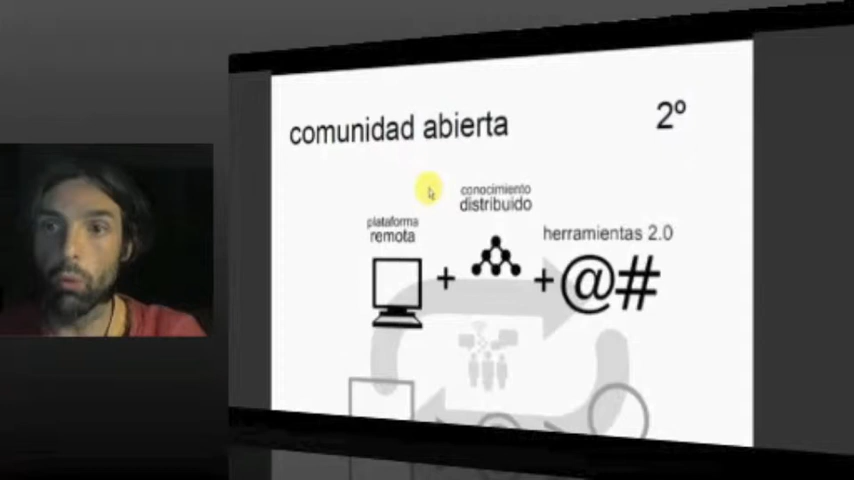 comunidad abierta
2º
conocimiento
distribuido
plataforma
remota
herramientas 2.0
+
+
@#